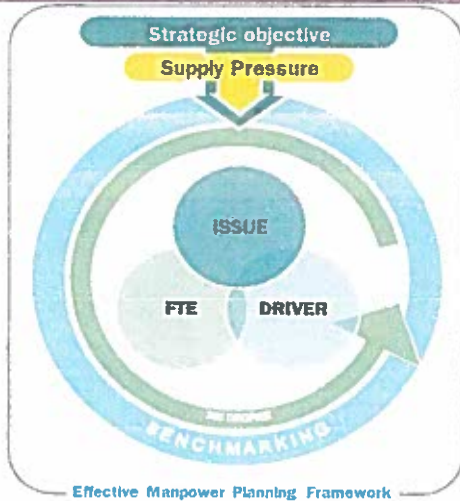 Strategic objective
Supply Pressure
ISSUE
FTE DRIVER
BENCHMARKING
Effective Manpower Planning Framework